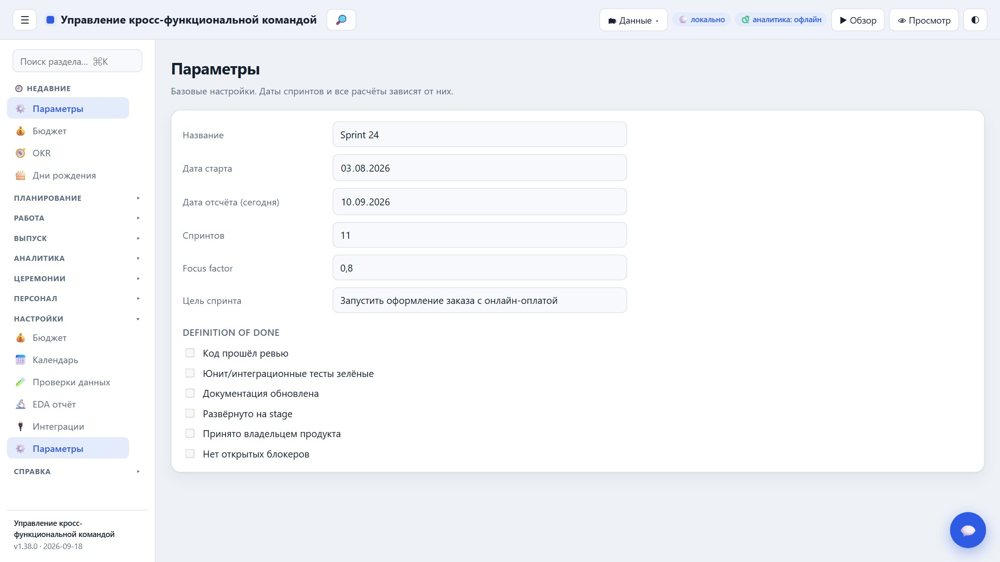 Управление кросс-функциональной командой
Данные
локально
аналитика: офлайн
Обзор
Просмотр
Поиск раздела... ⌘K
НЕДАВНИЕ
Параметры
Бюджет
OKR
Дни рождения
ПЛАНИРОВАНИЕ
РАБОТА
ВЫПУСК
АНАЛИТИКА
ЦЕРЕМОНИИ
ПЕРСОНАЛ
НАСТРОЙКИ
Бюджет
Календарь
Проверки данных
EDA отчёт
Интеграции
Параметры
СПРАВКА
Управление кросс-
функциональной командой
v1.38.0 · 2026-09-18
Параметры
Базовые настройки. Даты спринтов и все расчёты зависят от них.
Название
Sprint 24
Дата старта
03.08.2026
Дата отсчёта (сегодня)
10.09.2026
Спринтов
11
Focus factor
0,8
Цель спринта
Запустить оформление заказа с онлайн-оплатой
DEFINITION OF DONE
Код прошёл ревью
Юнит/интеграционные тесты зелёные
Документация обновлена
Развёрнуто на stage
Принято владельцем продукта
Нет открытых блокеров